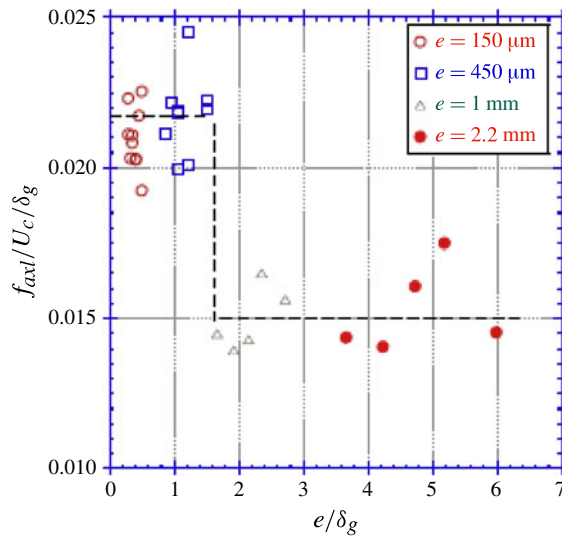 0.025
0.020
0.015
0.010
f_axl/U_c/δ_g
e = 150 μm
e = 450 μm
e = 1 mm
e = 2.2 mm
0 1 2 3 4 5 6 7
e/δ_g